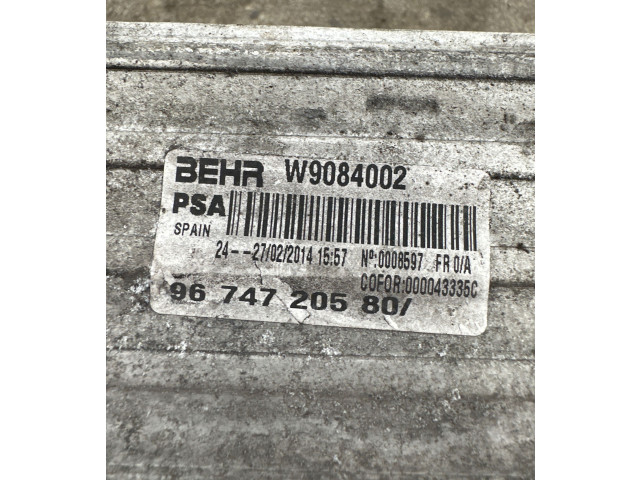 BEHR W9084002
PSA
SPAIN
24--27/02/2014 15:57 Nº:0008597 FR 0/A
COFOR:000043335C
96 747 205 80/